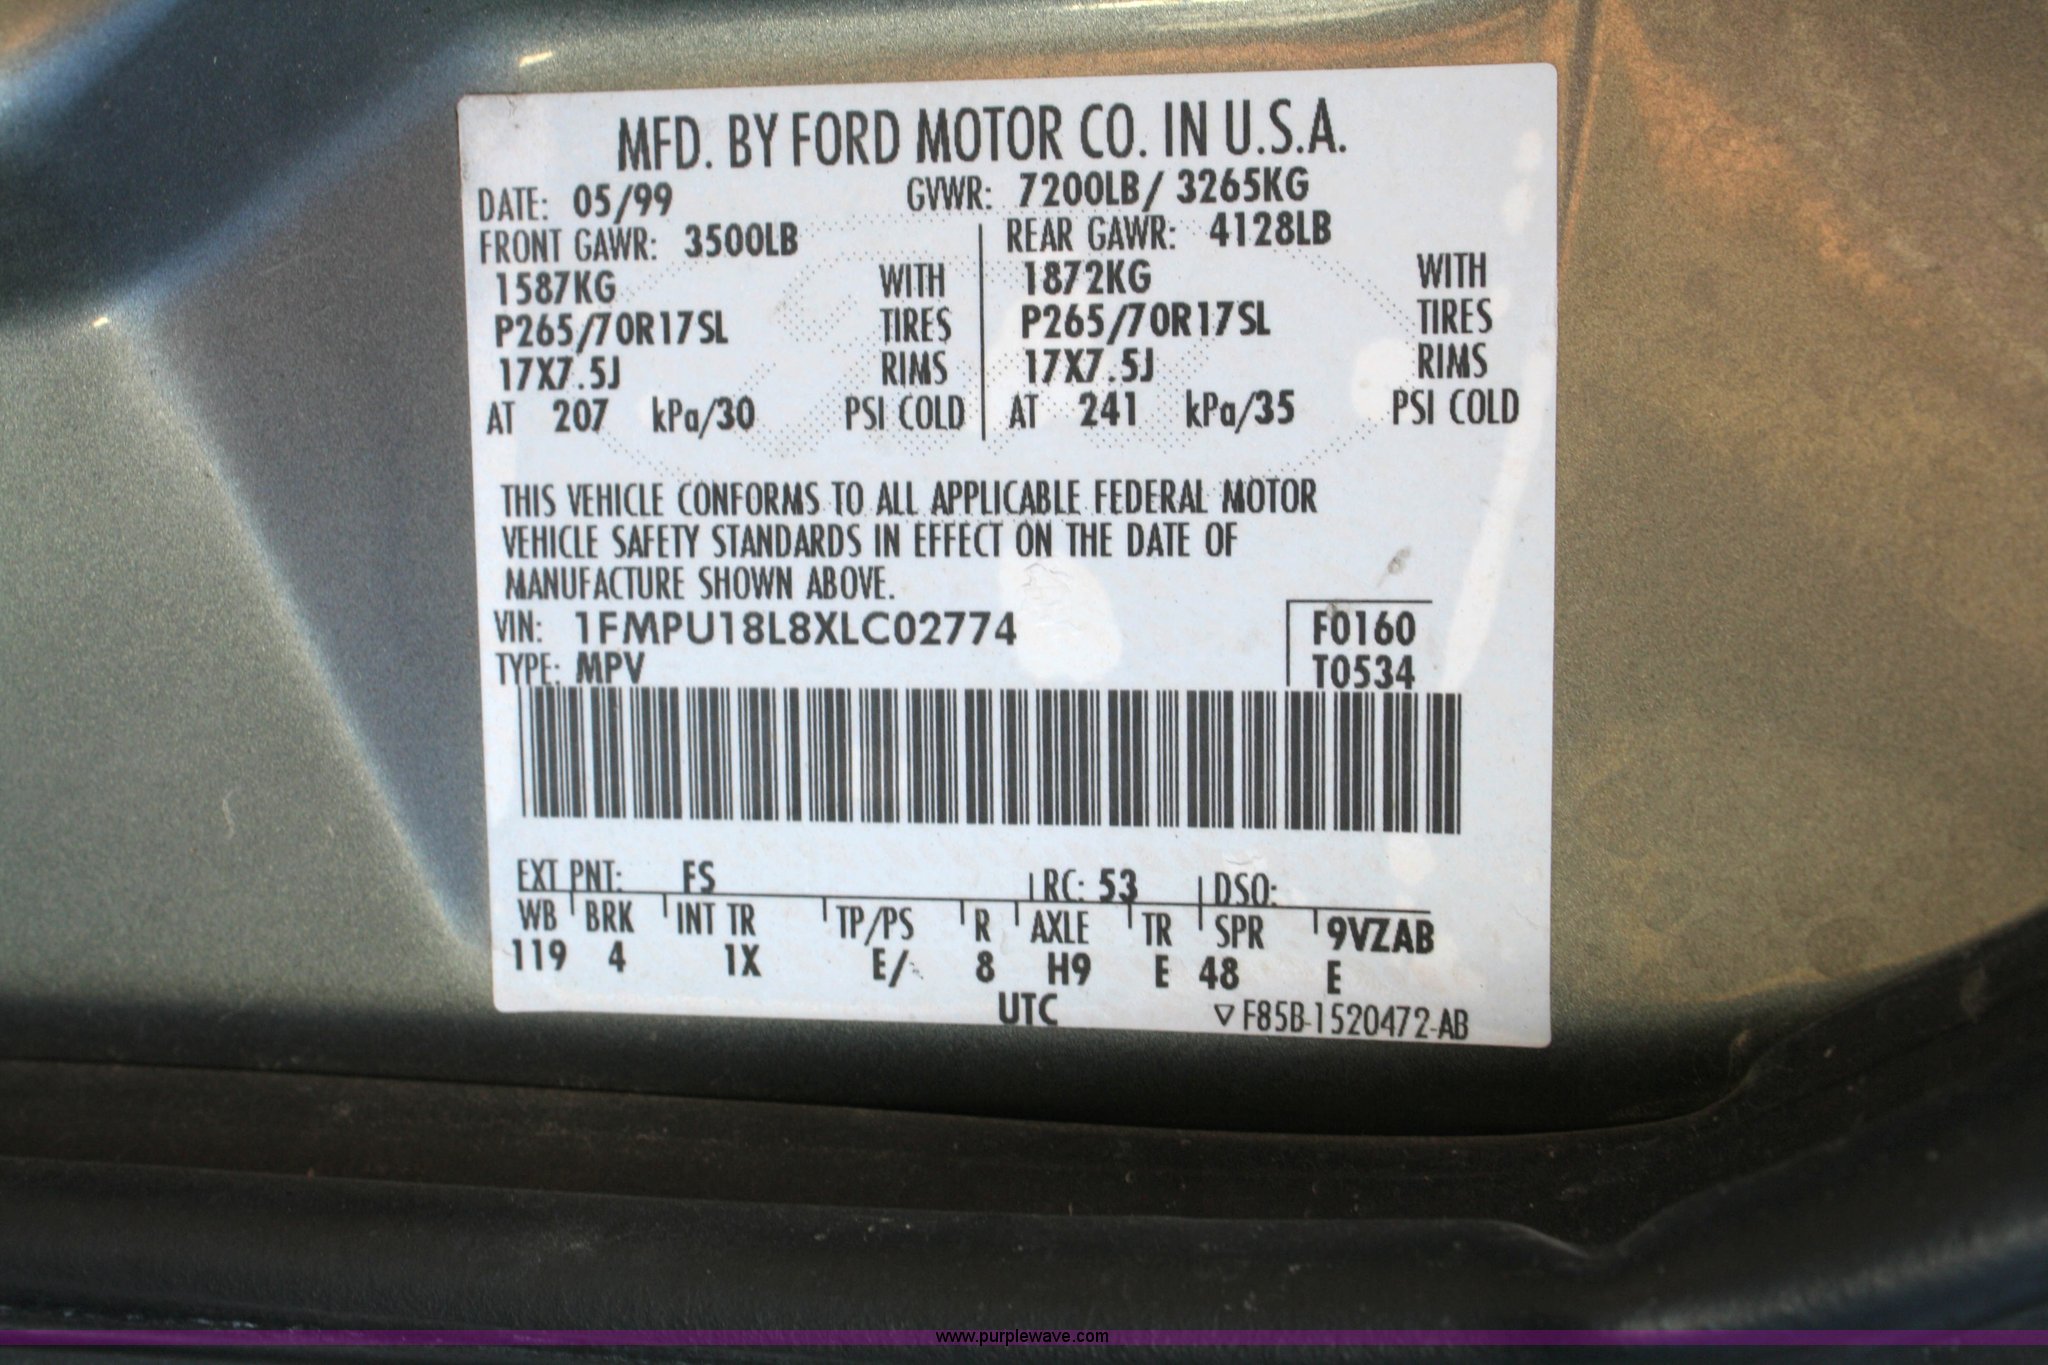 MFD. BY FORD MOTOR CO. IN U.S.A.
DATE: 05/99 GVWR: 7200LB/ 3265KG
FRONT GAWR: 3500LB REAR GAWR: 4128LB
1587KG WITH 1872KG WITH
P265/70R17SL TIRES P265/70R17SL TIRES
17X7.5J RIMS 17X7.5J RIMS
AT 207 kPa/30 PSI COLD AT 241 kPa/35 PSI COLD
THIS VEHICLE CONFORMS TO ALL APPLICABLE FEDERAL MOTOR
VEHICLE SAFETY STANDARDS IN EFFECT ON THE DATE OF
MANUFACTURE SHOWN ABOVE.
VIN: 1FMPU18L8XLC02774 F0160
TYPE: MPV T0534
EXT PNT: FS RC: 53 DSO:
WB BRK INT TR TP/PS R AXLE TR SPR 9VZAB
119 4 1X E/ 8 H9 E 48 E
UTC ▽ F85B-1520472-AB
www.purplewave.com